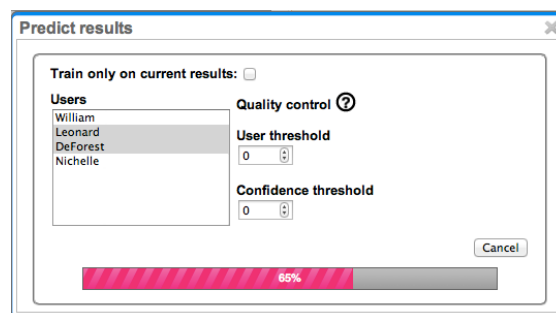 Predict results
Train only on current results:
Users
William
Leonard
DeForest
Nichelle
Quality control ?
User threshold
0
Confidence threshold
0
Cancel
65%